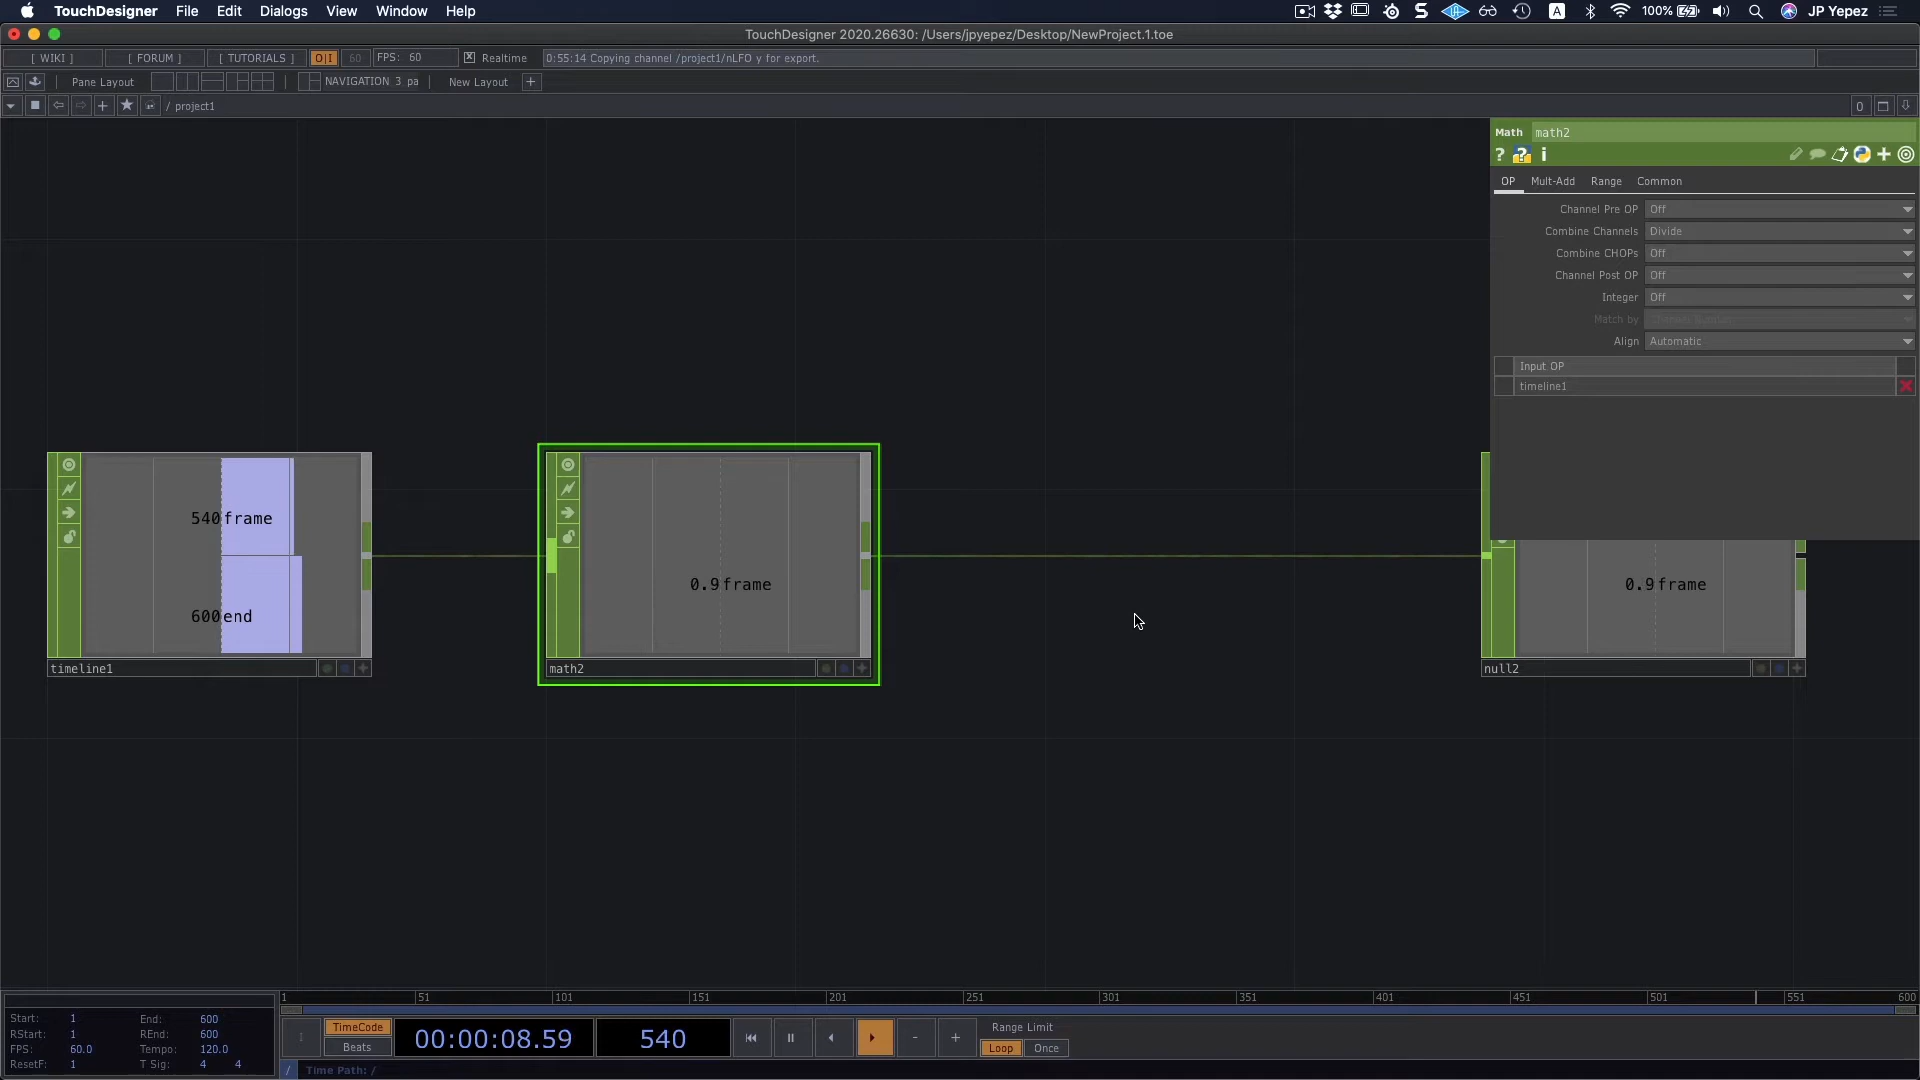 TouchDesigner File Edit Dialogs View Window Help 100% JP Yepez
TouchDesigner 2020.26630: /Users/jpyepez/Desktop/NewProject.1.toe
[ WIKI ] [ FORUM ] [ TUTORIALS ] O|I 60 FPS: 60 Realtime 0:55:14 Copying channel /project1/nLFO y for export.
Pane Layout NAVIGATION 3 pa New Layout +
/ project1 0
Math math2
? ? i
OP Mult-Add Range Common
Channel Pre OP Off
Combine Channels Divide
Combine CHOPs Off
Channel Post OP Off
Integer Off
Match by
Align Automatic
Input OP
timeline1
540 frame
600 end
timeline1
0.9 frame
math2
0.9 frame
null2
1 51 101 151 201 251 301 351 401 451 501 551 600
Start: 1 End: 600
RStart: 1 REnd: 600
FPS: 60.0 Tempo: 120.0
ResetF: 1 T Sig: 4 4
TimeCode
Beats
00:00:08.59
540
- +
Range Limit
Loop Once
/ Time Path: /